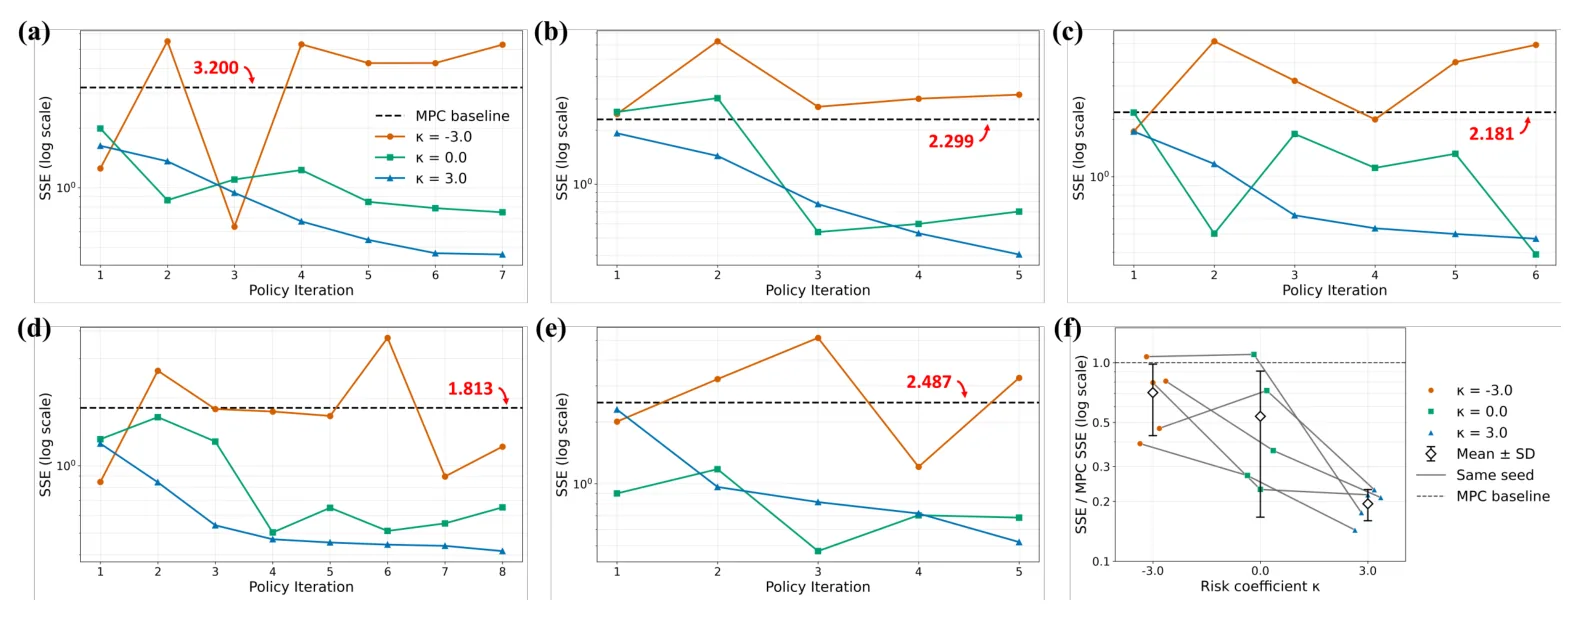 (a)
SSE (log scale)
10⁰
3.200
MPC baseline
κ = -3.0
κ = 0.0
κ = 3.0
1 2 3 4 5 6 7
Policy Iteration
(b)
SSE (log scale)
10⁰
2.299
1 2 3 4 5
Policy Iteration
(c)
SSE (log scale)
10⁰
2.181
1 2 3 4 5 6
Policy Iteration
(d)
SSE (log scale)
10⁰
1.813
1 2 3 4 5 6 7 8
Policy Iteration
(e)
SSE (log scale)
10⁰
2.487
1 2 3 4 5
Policy Iteration
(f)
SSE / MPC SSE (log scale)
1.0
0.5
0.3
0.2
0.1
-3.0 0.0 3.0
Risk coefficient κ
κ = -3.0
κ = 0.0
κ = 3.0
Mean ± SD
Same seed
MPC baseline